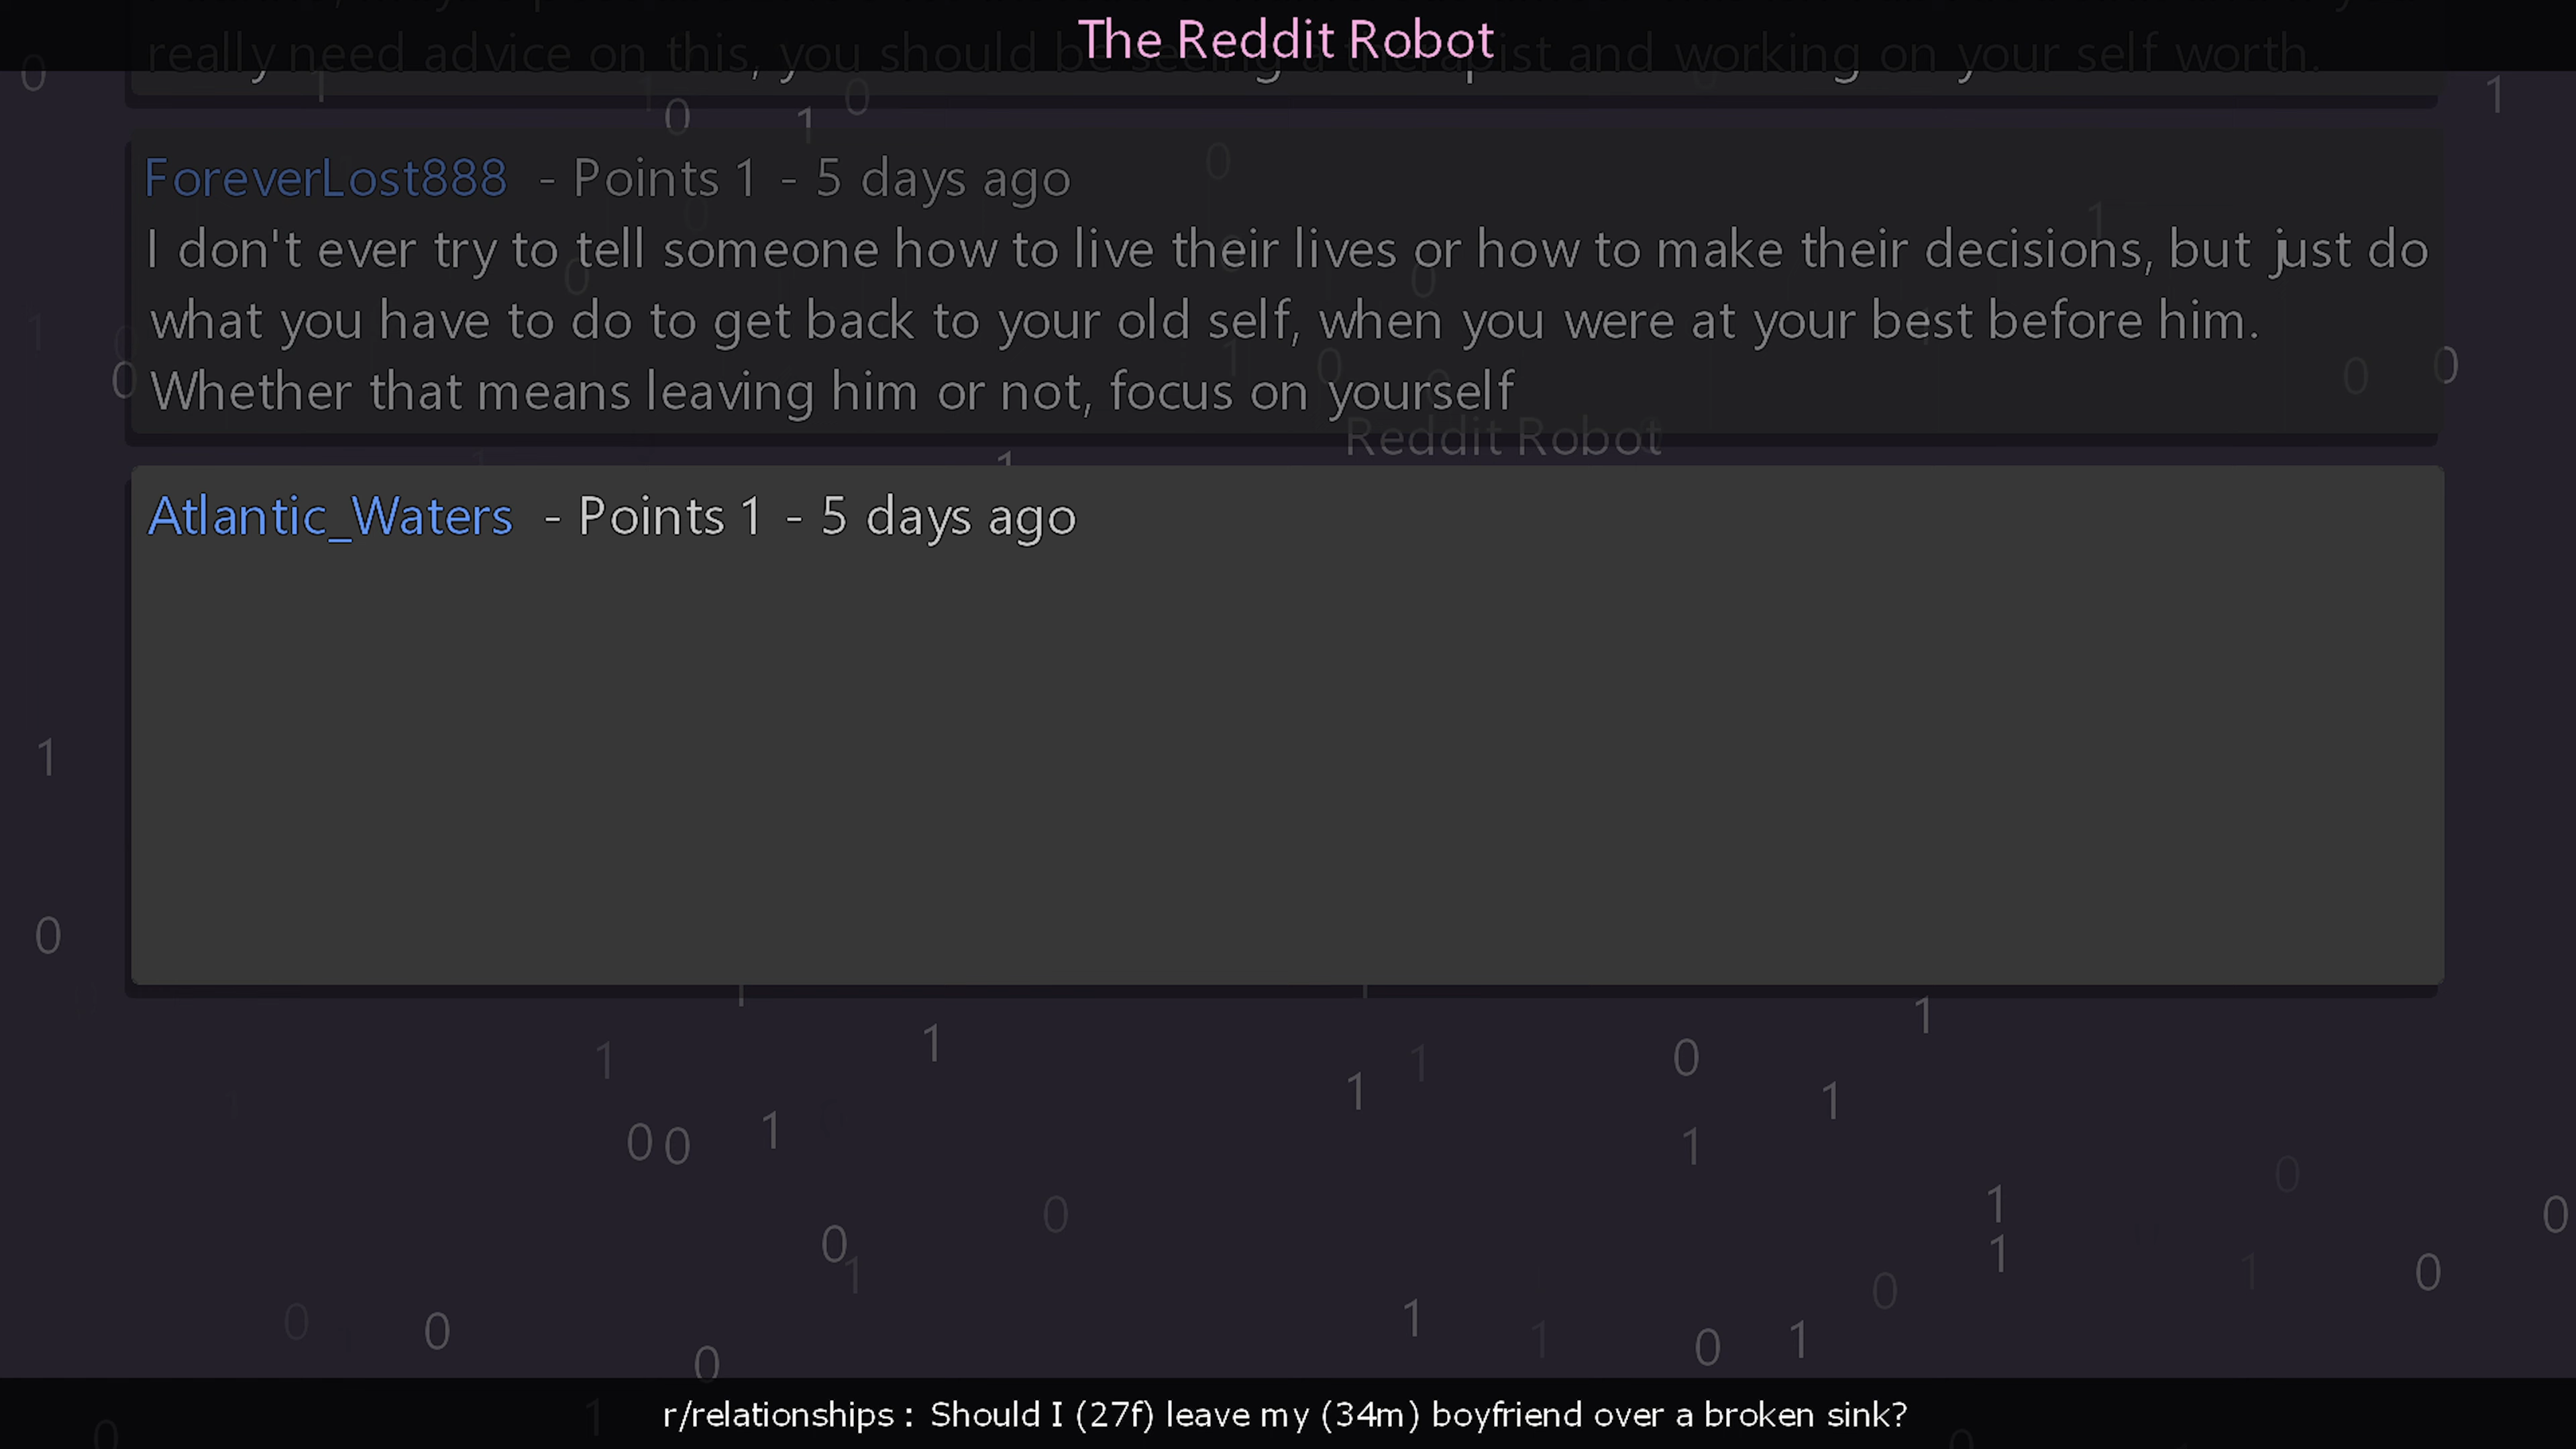 The Reddit Robot
really need advice on this, you should be seeing a therapist and working on your self worth.
ForeverLost888 - Points 1 - 5 days ago
I don't ever try to tell someone how to live their lives or how to make their decisions, but just do
what you have to do to get back to your old self, when you were at your best before him.
Whether that means leaving him or not, focus on yourself
Reddit Robot
Atlantic_Waters - Points 1 - 5 days ago
r/relationships : Should I (27f) leave my (34m) boyfriend over a broken sink?